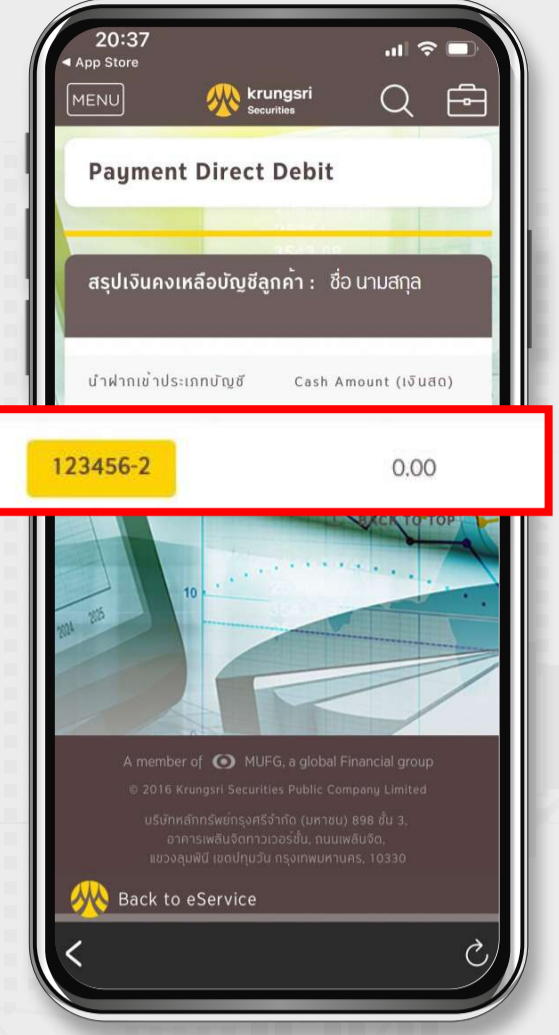 20:37
◀ App Store
MENU
krungsri
Securities
Payment Direct Debit
สรุปเงินคงเหลือบัญชีลูกค้า : ชื่อ นามสกุล
นำฝากเข้าประเภทบัญชี Cash Amount (เงินสด)
123456-2 0.00
BACK TO TOP
10
2024 2025
A member of MUFG, a global Financial group
© 2016 Krungsri Securities Public Company Limited
บริษัทหลักทรัพย์กรุงศรีจำกัด (มหาชน) 898 ชั้น 3,
อาคารเพลินจิตทาวเวอร์ชั้น, ถนนเพลินจิต,
แขวงลุมพินี เขตปทุมวัน กรุงเทพมหานคร, 10330
Back to eService